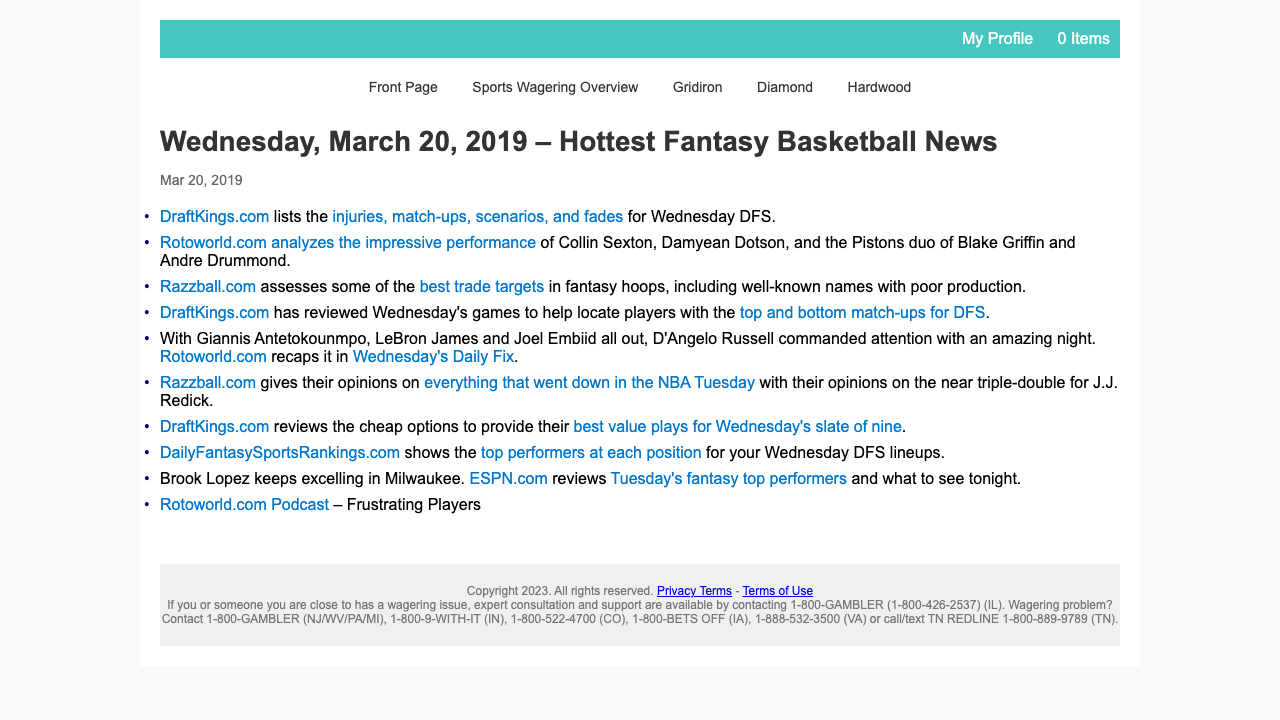 My Profile 0 Items
Front Page Sports Wagering Overview Gridiron Diamond Hardwood
Wednesday, March 20, 2019 – Hottest Fantasy Basketball News
Mar 20, 2019
• DraftKings.com lists the injuries, match-ups, scenarios, and fades for Wednesday DFS.
• Rotoworld.com analyzes the impressive performance of Collin Sexton, Damyean Dotson, and the Pistons duo of Blake Griffin and
Andre Drummond.
• Razzball.com assesses some of the best trade targets in fantasy hoops, including well-known names with poor production.
• DraftKings.com has reviewed Wednesday's games to help locate players with the top and bottom match-ups for DFS.
• With Giannis Antetokounmpo, LeBron James and Joel Embiid all out, D'Angelo Russell commanded attention with an amazing night.
Rotoworld.com recaps it in Wednesday's Daily Fix.
• Razzball.com gives their opinions on everything that went down in the NBA Tuesday with their opinions on the near triple-double for J.J.
Redick.
• DraftKings.com reviews the cheap options to provide their best value plays for Wednesday's slate of nine.
• DailyFantasySportsRankings.com shows the top performers at each position for your Wednesday DFS lineups.
• Brook Lopez keeps excelling in Milwaukee. ESPN.com reviews Tuesday's fantasy top performers and what to see tonight.
• Rotoworld.com Podcast – Frustrating Players
Copyright 2023. All rights reserved. Privacy Terms - Terms of Use
If you or someone you are close to has a wagering issue, expert consultation and support are available by contacting 1-800-GAMBLER (1-800-426-2537) (IL). Wagering problem?
Contact 1-800-GAMBLER (NJ/WV/PA/MI), 1-800-9-WITH-IT (IN), 1-800-522-4700 (CO), 1-800-BETS OFF (IA), 1-888-532-3500 (VA) or call/text TN REDLINE 1-800-889-9789 (TN).